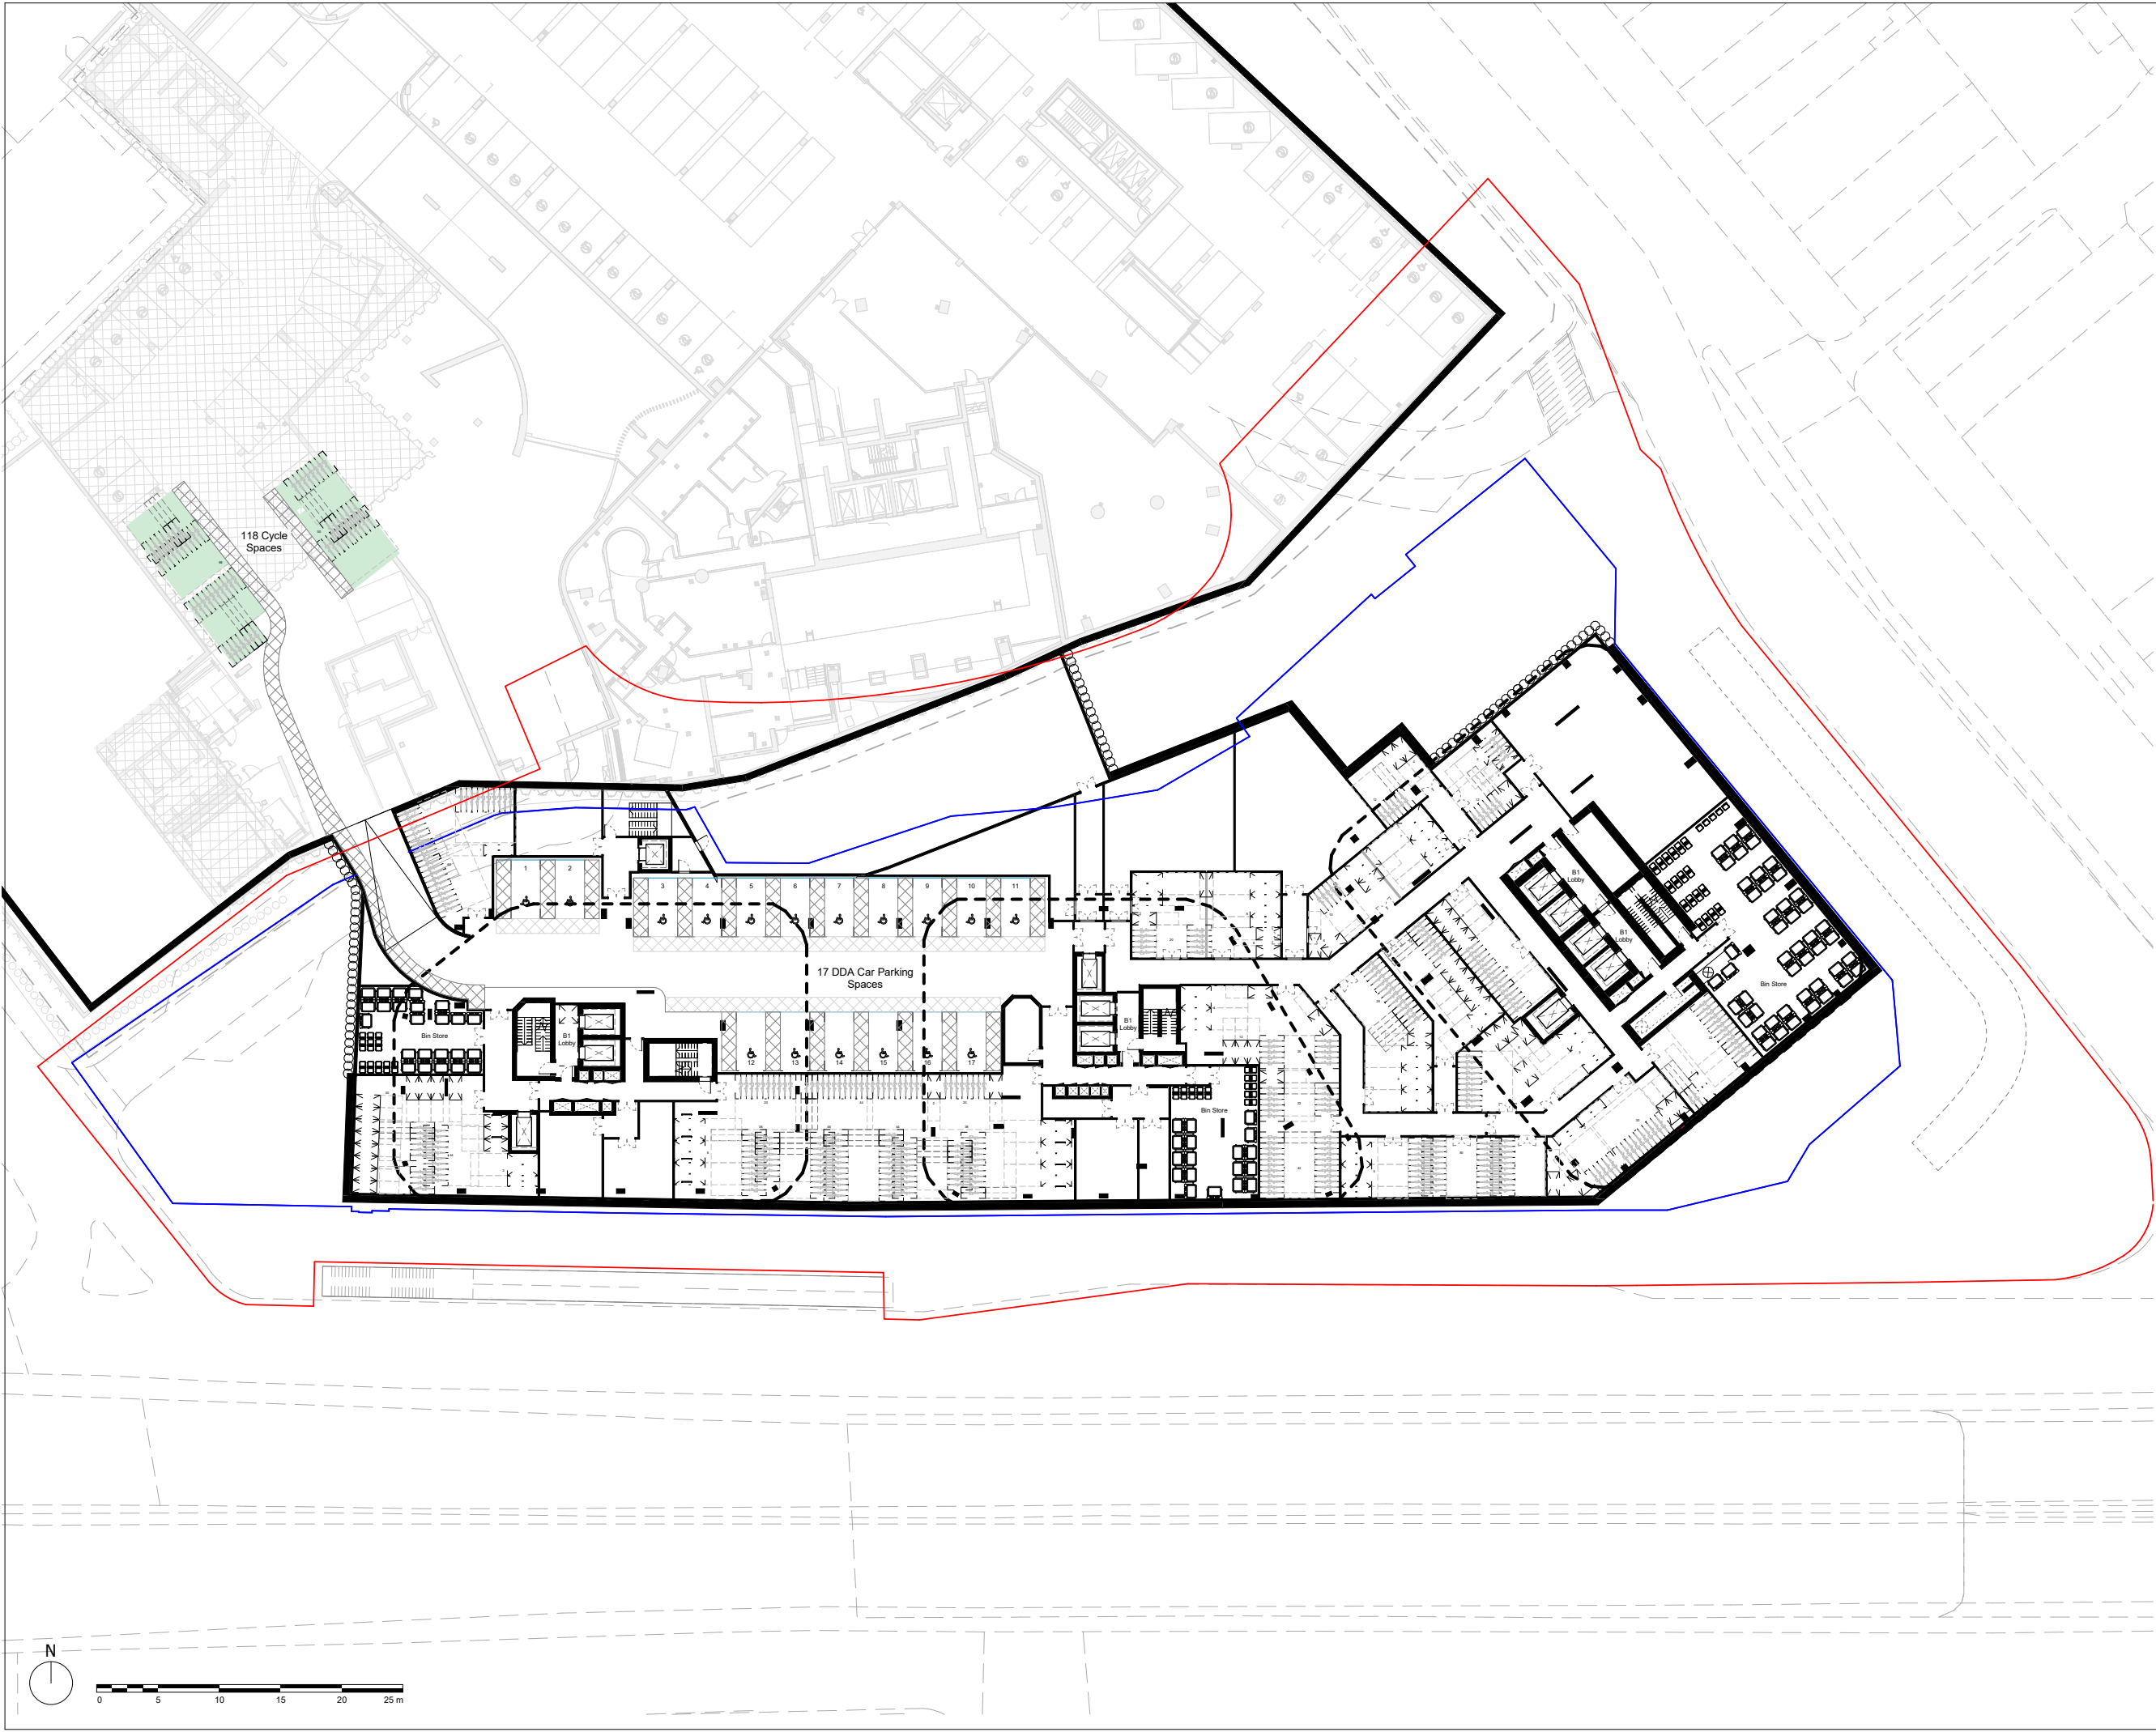 118 Cycle
Spaces
1 2
3 4 5 6 7 8 9 10 11
17 DDA Car Parking
Spaces
12 13 14 15 16 17
B1
Lobby
B1
Lobby
Bin Store
Bin Store
B1
Lobby
B1
Lobby
Bin Store
N
0 5 10 15 20 25 m